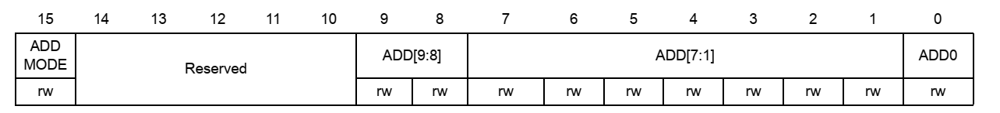 15 14 13 12 11 10 9 8 7 6 5 4 3 2 1 0
ADD
MODE
Reserved
ADD[9:8]
ADD[7:1]
ADD0
rw rw rw rw rw rw rw rw rw rw rw